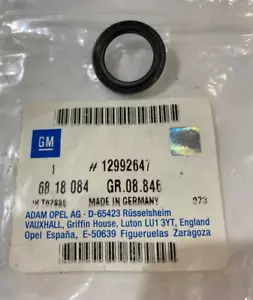 GM
1 # 12992647
68 18 084 GR.08.846
MADE IN GERMANY 073
ADAM OPEL AG · D-65423 Rüsselsheim
VAUXHALL, Griffin House, Luton LU1 3YT, England
Opel España, E-50639 Figueruelas Zaragoza